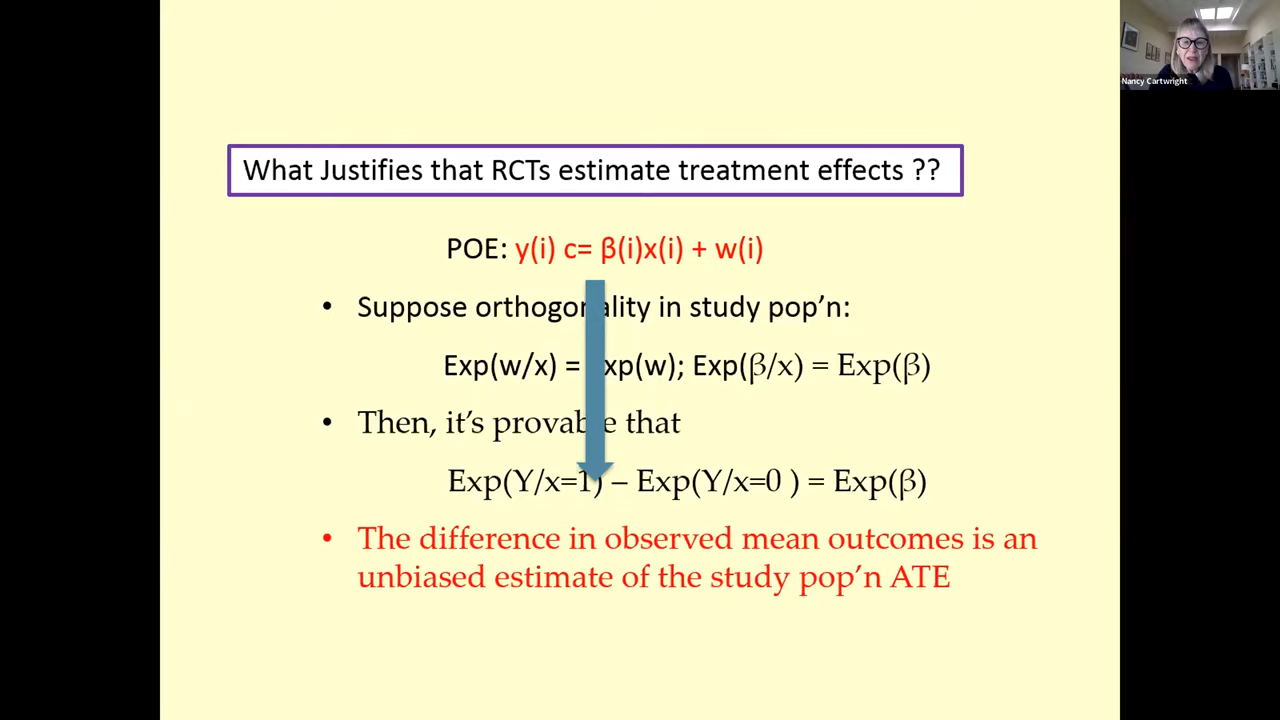 Nancy Cartwright
What Justifies that RCTs estimate treatment effects ??
POE: y(i) c= β(i)x(i) + w(i)
• Suppose orthogonality in study pop’n:
Exp(w/x) = Exp(w); Exp(β/x) = Exp(β)
• Then, it’s provable that
Exp(Y/x=1) – Exp(Y/x=0 ) = Exp(β)
• The difference in observed mean outcomes is an
unbiased estimate of the study pop’n ATE